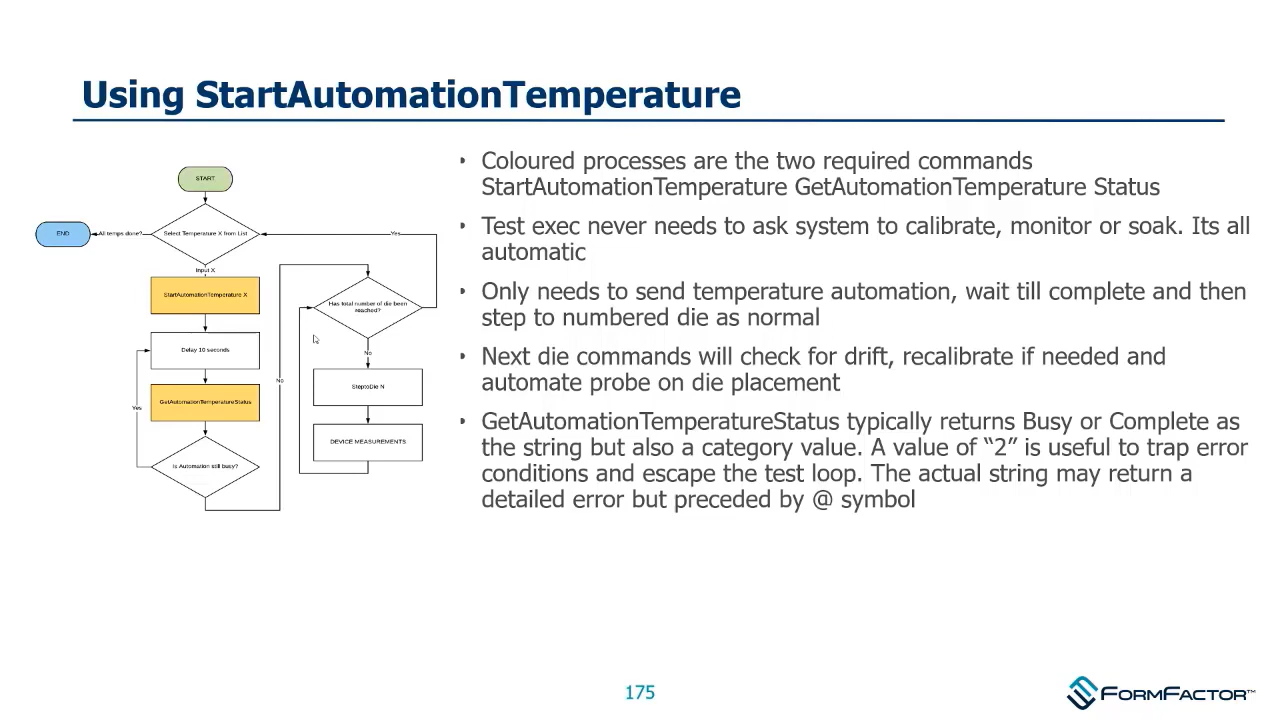 Using StartAutomationTemperature
START
END
All temps done?
Select Temperature X from List
Yes
Input X
StartAutomationTemperature X
Has total number of die been
reached?
Delay 10 seconds
No
No
SteptoDie N
GetAutomationTemperatureStatus
Yes
DEVICE MEASUREMENTS
Is Automation still busy?
• Coloured processes are the two required commands
StartAutomationTemperature GetAutomationTemperature Status
• Test exec never needs to ask system to calibrate, monitor or soak. Its all
automatic
• Only needs to send temperature automation, wait till complete and then
step to numbered die as normal
• Next die commands will check for drift, recalibrate if needed and
automate probe on die placement
• GetAutomationTemperatureStatus typically returns Busy or Complete as
the string but also a category value. A value of “2” is useful to trap error
conditions and escape the test loop. The actual string may return a
detailed error but preceded by @ symbol
175
FORMFACTOR™